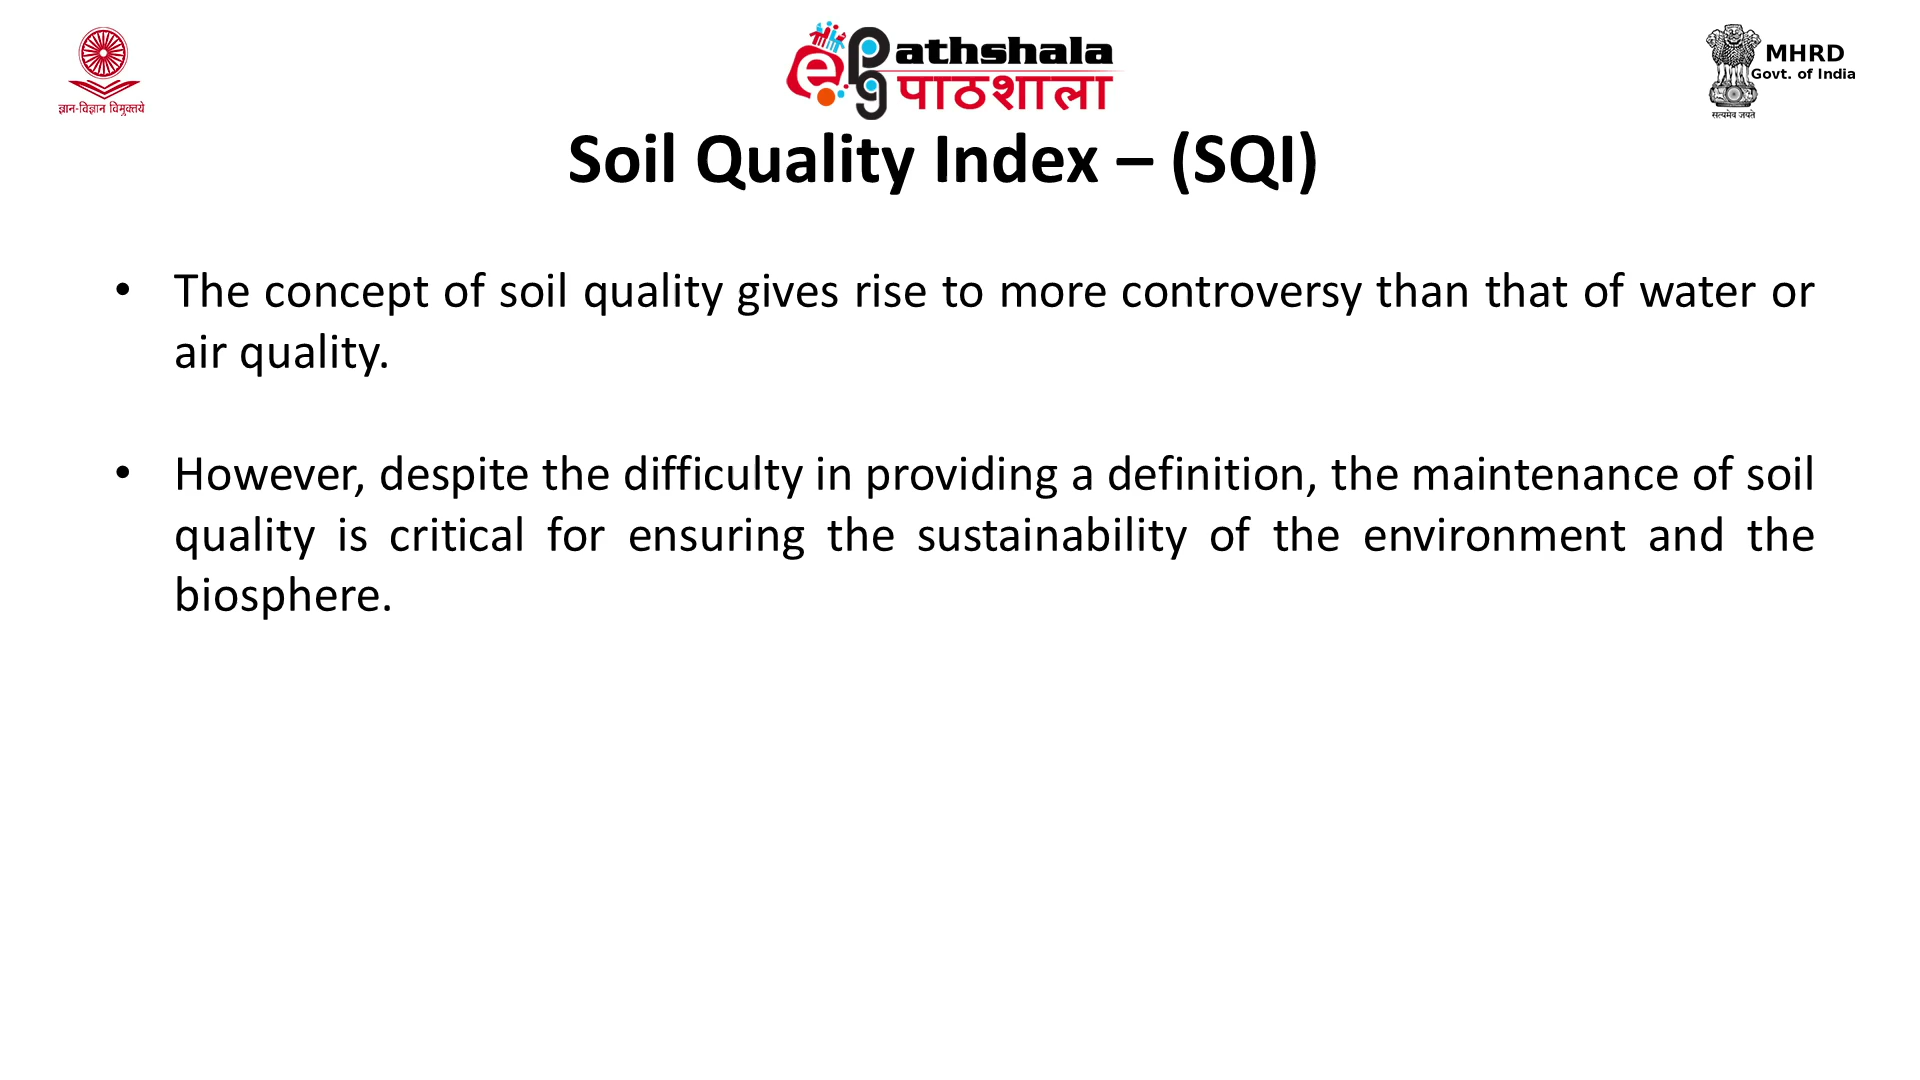 ज्ञान-विज्ञान विमुक्तये
athshala
पाठशाला
MHRD
Govt. of India
सत्यमेव जयते
Soil Quality Index – (SQI)
• The concept of soil quality gives rise to more controversy than that of water or
air quality.
• However, despite the difficulty in providing a definition, the maintenance of soil
quality is critical for ensuring the sustainability of the environment and the
biosphere.